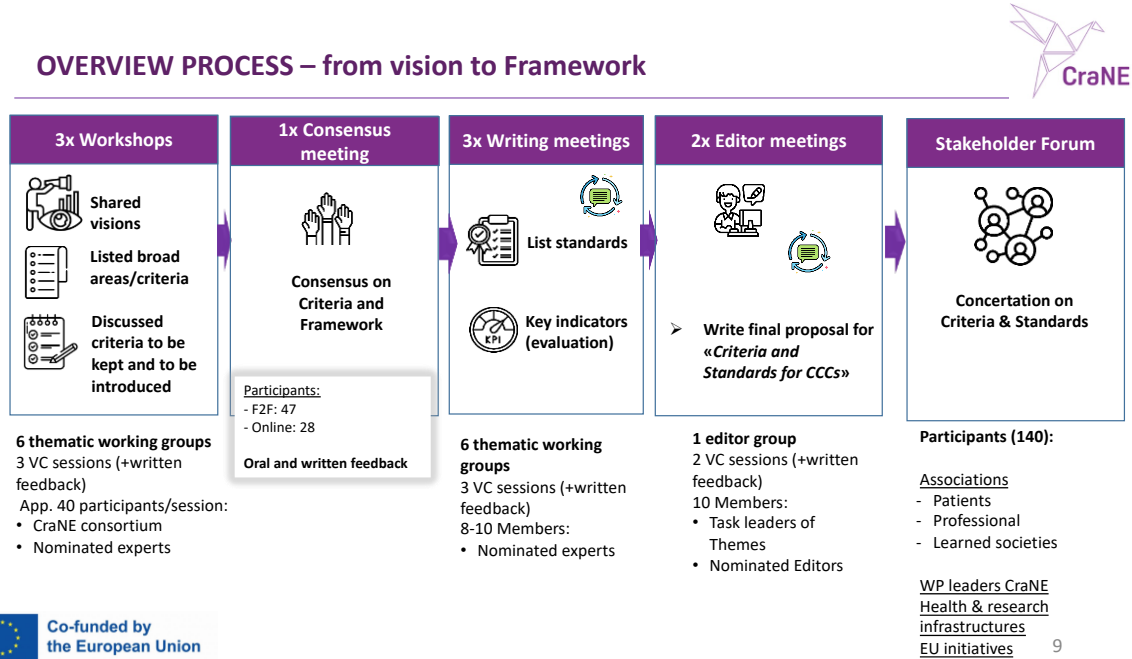 OVERVIEW PROCESS – from vision to Framework
CraNE
3x Workshops
Shared
visions
Listed broad
areas/criteria
Discussed
criteria to be
kept and to be
introduced
6 thematic working groups
3 VC sessions (+written
feedback)
App. 40 participants/session:
• CraNE consortium
• Nominated experts
1x Consensus
meeting
Consensus on
Criteria and
Framework
Participants:
- F2F: 47
- Online: 28
Oral and written feedback
3x Writing meetings
List standards
KPI
Key indicators
(evaluation)
6 thematic working
groups
3 VC sessions (+written
feedback)
8-10 Members:
• Nominated experts
2x Editor meetings
➢ Write final proposal for
«Criteria and
Standards for CCCs»
1 editor group
2 VC sessions (+written
feedback)
10 Members:
• Task leaders of
Themes
• Nominated Editors
Stakeholder Forum
Concertation on
Criteria & Standards
Participants (140):
Associations
- Patients
- Professional
- Learned societies
WP leaders CraNE
Health & research
infrastructures
EU initiatives
Co-funded by
the European Union
9